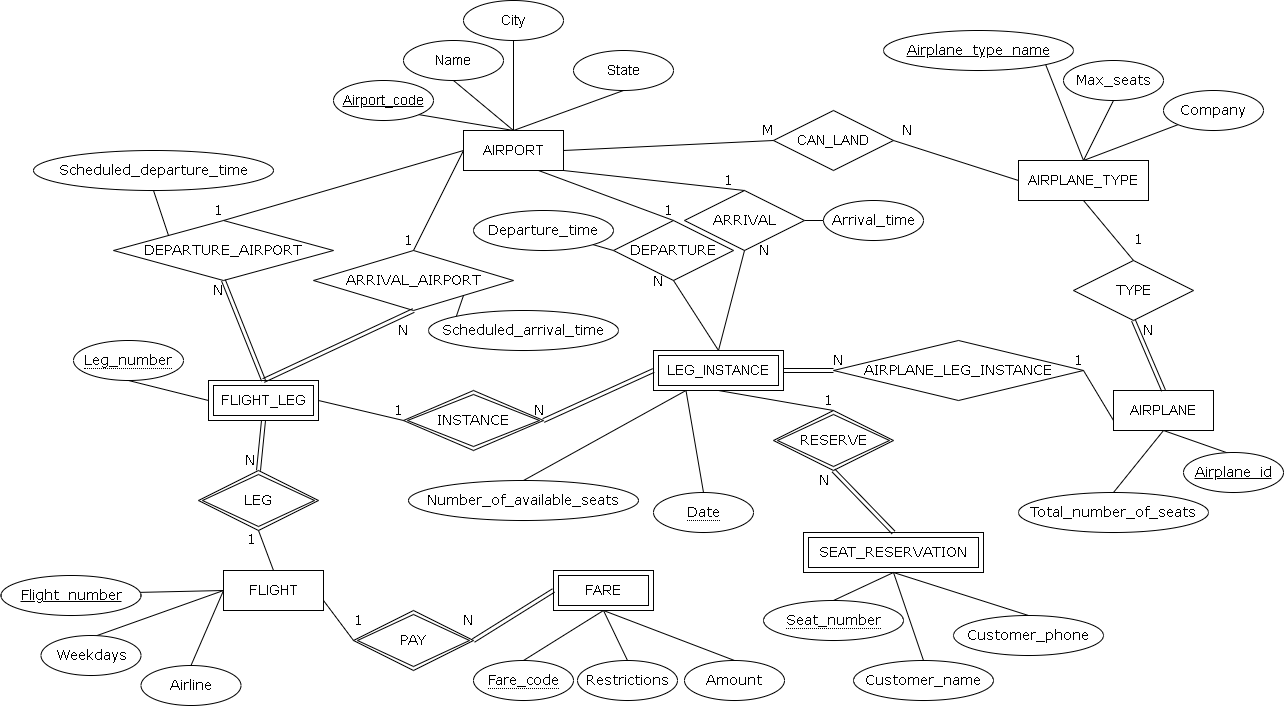 City
Name
State
Airport_code
Airplane_type_name
Max_seats
Company
AIRPORT
M
CAN_LAND
N
AIRPLANE_TYPE
Scheduled_departure_time
1
DEPARTURE_AIRPORT
N
1
ARRIVAL_AIRPORT
N
Scheduled_arrival_time
Departure_time
1
DEPARTURE
N
1
ARRIVAL
N
Arrival_time
1
TYPE
N
Leg_number
FLIGHT_LEG
1
INSTANCE
N
LEG_INSTANCE
N
AIRPLANE_LEG_INSTANCE
1
AIRPLANE
Airplane_id
Total_number_of_seats
1
RESERVE
N
Number_of_available_seats
Date
N
LEG
1
SEAT_RESERVATION
Seat_number
Customer_phone
Customer_name
FLIGHT
Flight_number
Weekdays
Airline
1
PAY
N
FARE
Fare_code
Restrictions
Amount